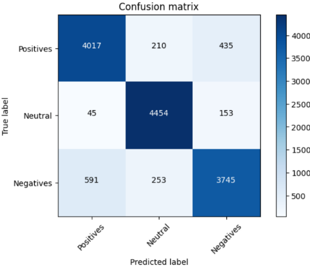 Confusion matrix
Positives 4017 210 435
Neutral 45 4454 153
Negatives 591 253 3745
Positives Neutral Negatives
True label
Predicted label
4000
3500
3000
2500
2000
1500
1000
500